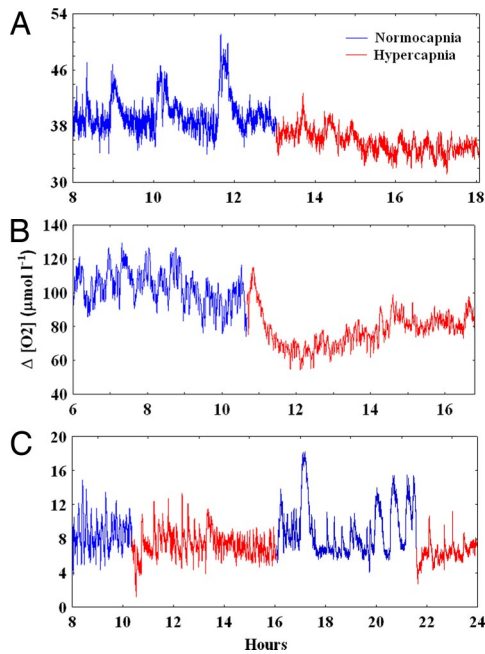 A
54
46
38
30
Normocapnia
Hypercapnia
8 10 12 14 16 18
B
140
120
100
80
60
40
Δ [O2] (μmol l⁻¹)
6 8 10 12 14 16
C
20
16
12
8
4
0
8 10 12 14 16 18 20 22 24
Hours